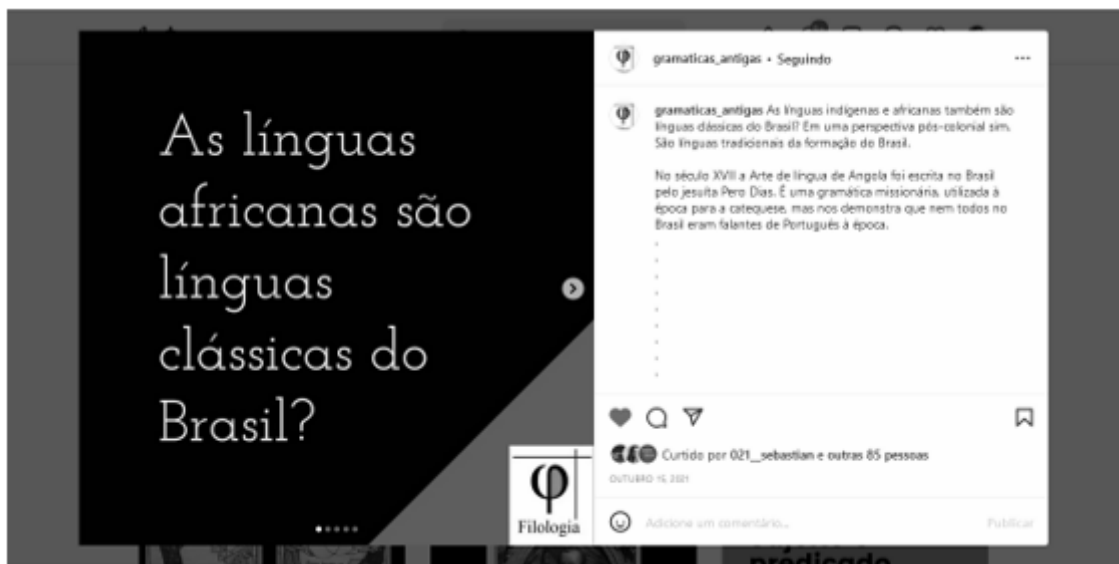 As línguas
africanas são
línguas
clássicas do
Brasil?
φ
Filologia
gramaticas_antigas • Seguindo
gramaticas_antigas As línguas indígenas e africanas também são
línguas clássicas do Brasil? Em uma perspectiva pós-colonial sim.
São línguas tradicionais da formação do Brasil.
No século XVII a Arte de língua de Angola foi escrita no Brasil
pelo jesuíta Pero Dias. É uma gramática missionária, utilizada à
época para a catequese, mas nos demonstra que nem todos no
Brasil eram falantes de Português à época.
.
.
.
.
.
.
.
.
.
Curtido por 021_sebastian e outras 85 pessoas
OUTUBRO 15, 2021
Adicione um comentário...
Publicar
predicado